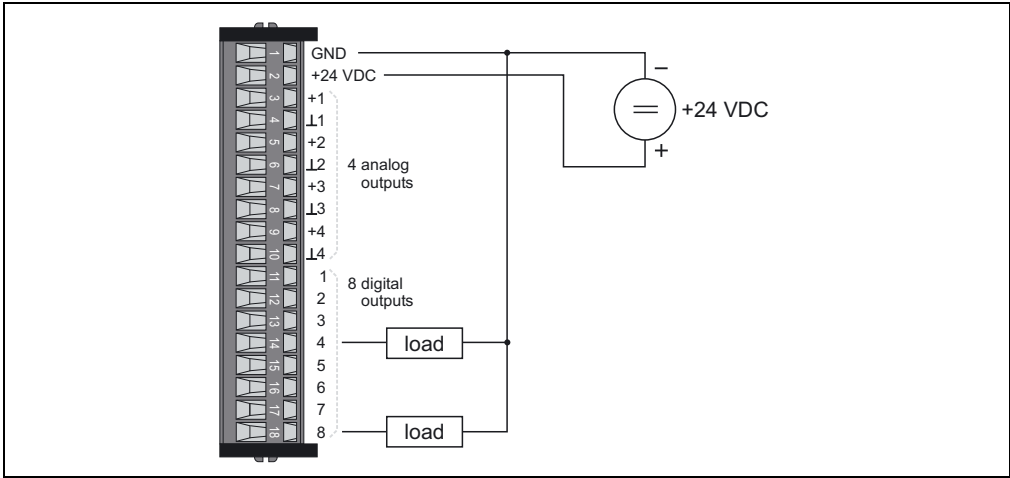 1 GND
2 +24 VDC
3 +1
4 ⊥1
5 +2
6 ⊥2
7 +3
8 ⊥3
9 +4
10 ⊥4
4 analog
outputs
11 1
12 2
13 3
14 4
15 5
16 6
17 7
18 8
8 digital
outputs
load
load
–
+24 VDC
+